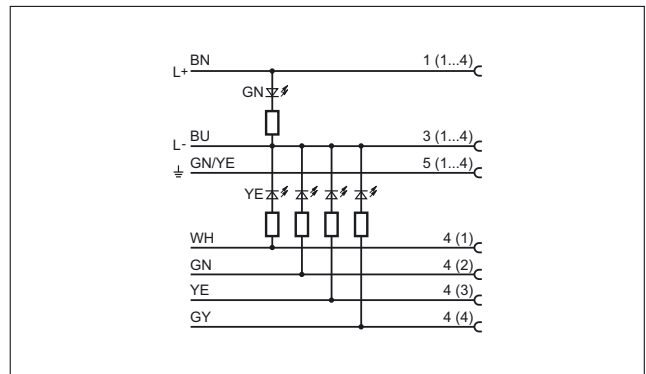 L+ BN 1 (1...4)
GN
L- BU 3 (1...4)
GN/YE 5 (1...4)
YE
WH 4 (1)
GN 4 (2)
YE 4 (3)
GY 4 (4)